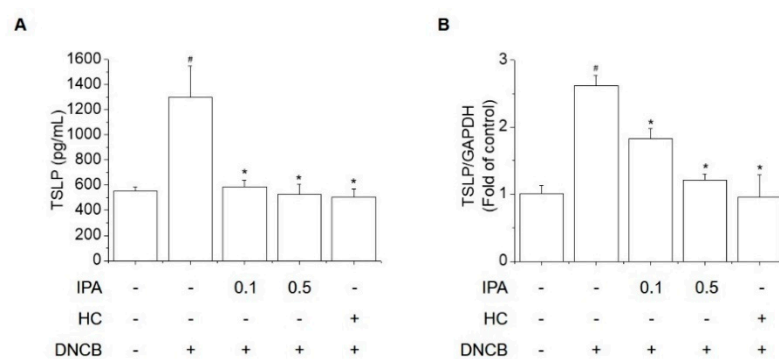 A
TSLP (pg/mL)
1600
1400
1200
1000
800
600
400
200
0
#
*
*
*
IPA - - 0.1 0.5 -
HC - - - - +
DNCB - + + + +
B
TSLP/GAPDH
(Fold of control)
3
2
1
0
#
*
*
*
IPA - - 0.1 0.5 -
HC - - - - +
DNCB - + + + +